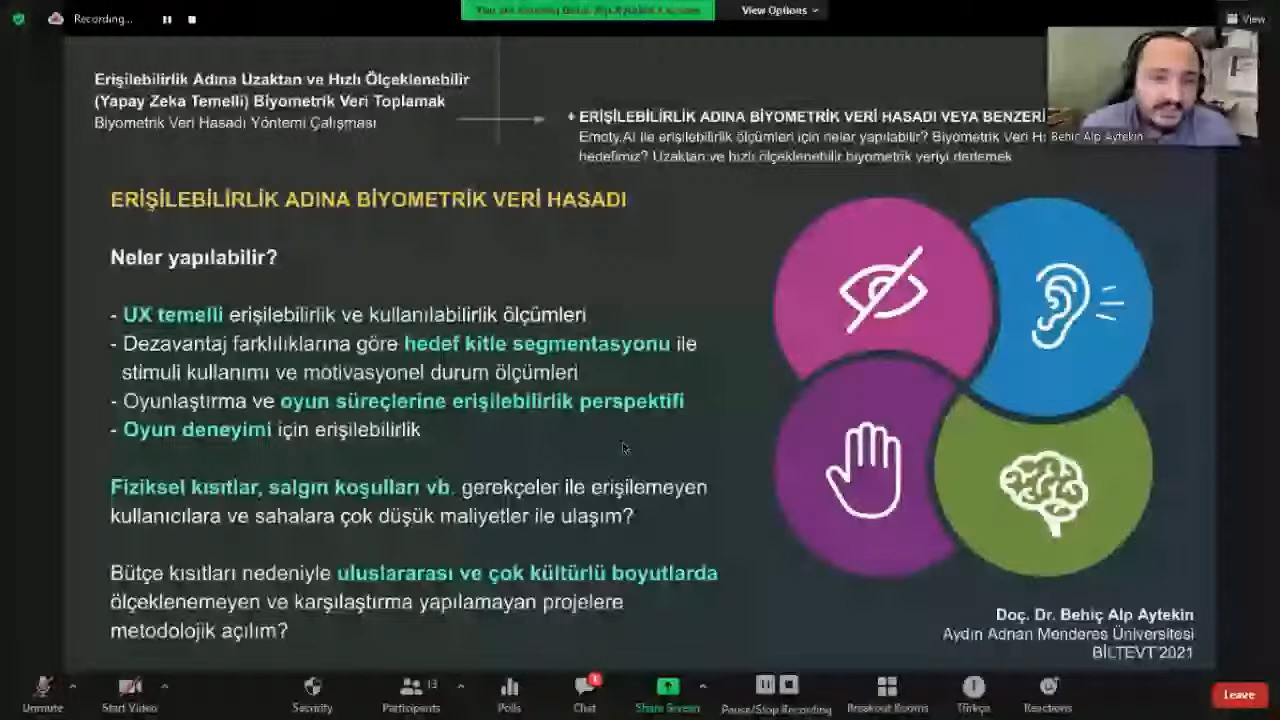 Recording...
View Options
View
Erişilebilirlik Adına Uzaktan ve Hızlı Ölçeklenebilir
(Yapay Zeka Temelli) Biyometrik Veri Toplamak
Biyometrik Veri Hasadı Yöntemi Çalışması
+ ERİŞİLEBİLİRLİK ADINA BİYOMETRİK VERİ HASADI VEYA BENZERİ
Emoty.AI ile erişilebilirlik ölçümleri için neler yapılabilir? Biyometrik Veri
Behiç Alp Aytekin
hedefimiz? Uzaktan ve hızlı ölçeklenebilir biyometrik veriyi derlemek
ERİŞİLEBİLİRLİK ADINA BİYOMETRİK VERİ HASADI
Neler yapılabilir?
- UX temelli erişilebilirlik ve kullanılabilirlik ölçümleri
- Dezavantaj farklılıklarına göre hedef kitle segmentasyonu ile
stimuli kullanımı ve motivasyonel durum ölçümleri
- Oyunlaştırma ve oyun süreçlerine erişilebilirlik perspektifi
- Oyun deneyimi için erişilebilirlik
Fiziksel kısıtlar, salgın koşulları vb. gerekçeler ile erişilemeyen
kullanıcılara ve sahalara çok düşük maliyetler ile ulaşım?
Bütçe kısıtları nedeniyle uluslararası ve çok kültürlü boyutlarda
ölçeklenemeyen ve karşılaştırma yapılamayan projelere
metodolojik açılım?
Doç. Dr. Behiç Alp Aytekin
Aydın Adnan Menderes Üniversitesi
BİLTEVT'2021
Unmute
Start Video
Security
13
Participants
Polls
Chat
Share Screen
Pause/Stop Recording
Breakout Rooms
Türkçe
Reactions
Leave